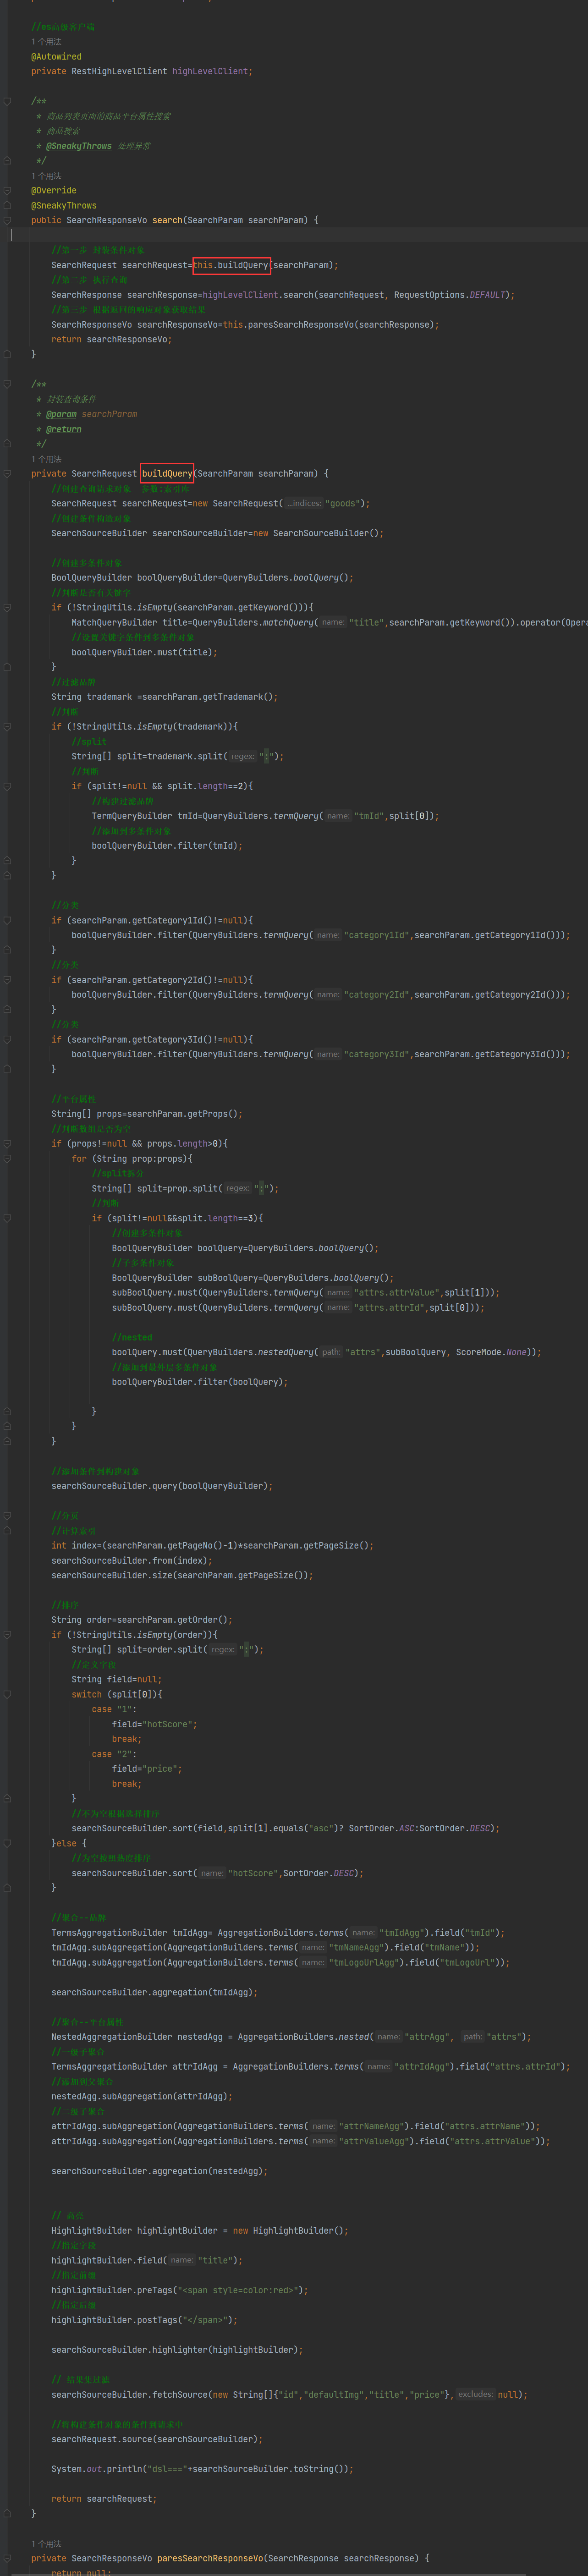 //es高级客户端
1 个用法
@Autowired
private RestHighLevelClient highLevelClient;
/**
* 商品列表页面的商品平台属性搜索
* 商品搜索
* @SneakyThrows 处理异常
*/
1 个用法
@Override
@SneakyThrows
public SearchResponseVo search(SearchParam searchParam) {
//第一步 封装条件对象
SearchRequest searchRequest=this.buildQuery(searchParam);
//第二步 执行查询
SearchResponse searchResponse=highLevelClient.search(searchRequest, RequestOptions.DEFAULT);
//第三步 根据返回的响应对象获取结果
SearchResponseVo searchResponseVo=this.paresSearchResponseVo(searchResponse);
return searchResponseVo;
}
/**
* 封装查询条件
* @param searchParam
* @return
*/
1 个用法
private SearchRequest buildQuery(SearchParam searchParam) {
//创建查询请求对象 参数:索引库
SearchRequest searchRequest=new SearchRequest( ...indices: "goods");
//创建条件构造对象
SearchSourceBuilder searchSourceBuilder=new SearchSourceBuilder();
//创建多条件对象
BoolQueryBuilder boolQueryBuilder=QueryBuilders.boolQuery();
//判断是否有关键字
if (!StringUtils.isEmpty(searchParam.getKeyword())){
MatchQueryBuilder title=QueryBuilders.matchQuery( name: "title",searchParam.getKeyword()).operator(Opera
//设置关键字条件到多条件对象
boolQueryBuilder.must(title);
}
//过滤品牌
String trademark =searchParam.getTrademark();
//判断
if (!StringUtils.isEmpty(trademark)){
//split
String[] split=trademark.split( regex: ":");
//判断
if (split!=null && split.length==2){
//构建过滤品牌
TermQueryBuilder tmId=QueryBuilders.termQuery( name: "tmId",split[0]);
//添加到多条件对象
boolQueryBuilder.filter(tmId);
}
}
//分类
if (searchParam.getCategory1Id()!=null){
boolQueryBuilder.filter(QueryBuilders.termQuery( name: "category1Id",searchParam.getCategory1Id()));
}
//分类
if (searchParam.getCategory2Id()!=null){
boolQueryBuilder.filter(QueryBuilders.termQuery( name: "category2Id",searchParam.getCategory2Id()));
}
//分类
if (searchParam.getCategory3Id()!=null){
boolQueryBuilder.filter(QueryBuilders.termQuery( name: "category3Id",searchParam.getCategory3Id()));
}
//平台属性
String[] props=searchParam.getProps();
//判断数组是否为空
if (props!=null && props.length>0){
for (String prop:props){
//split拆分
String[] split=prop.split( regex: ":");
//判断
if (split!=null&&split.length==3){
//创建多条件对象
BoolQueryBuilder boolQuery=QueryBuilders.boolQuery();
//子多条件对象
BoolQueryBuilder subBoolQuery=QueryBuilders.boolQuery();
subBoolQuery.must(QueryBuilders.termQuery( name: "attrs.attrValue",split[1]));
subBoolQuery.must(QueryBuilders.termQuery( name: "attrs.attrId",split[0]));
//nested
boolQuery.must(QueryBuilders.nestedQuery( path: "attrs",subBoolQuery, ScoreMode.None));
//添加到最外层多条件对象
boolQueryBuilder.filter(boolQuery);
}
}
}
//添加条件到构建对象
searchSourceBuilder.query(boolQueryBuilder);
//分页
//计算索引
int index=(searchParam.getPageNo()-1)*searchParam.getPageSize();
searchSourceBuilder.from(index);
searchSourceBuilder.size(searchParam.getPageSize());
//排序
String order=searchParam.getOrder();
if (!StringUtils.isEmpty(order)){
String[] split=order.split( regex: ":");
//定义字段
String field=null;
switch (split[0]){
case "1":
field="hotScore";
break;
case "2":
field="price";
break;
}
//不为空根据选择排序
searchSourceBuilder.sort(field,split[1].equals("asc")? SortOrder.ASC:SortOrder.DESC);
}else {
//为空按照热度排序
searchSourceBuilder.sort( name: "hotScore",SortOrder.DESC);
}
//聚合--品牌
TermsAggregationBuilder tmIdAgg= AggregationBuilders.terms( name: "tmIdAgg").field("tmId");
tmIdAgg.subAggregation(AggregationBuilders.terms( name: "tmNameAgg").field("tmName"));
tmIdAgg.subAggregation(AggregationBuilders.terms( name: "tmLogoUrlAgg").field("tmLogoUrl"));
searchSourceBuilder.aggregation(tmIdAgg);
//聚合--平台属性
NestedAggregationBuilder nestedAgg = AggregationBuilders.nested( name: "attrAgg", path: "attrs");
//一级子聚合
TermsAggregationBuilder attrIdAgg = AggregationBuilders.terms( name: "attrIdAgg").field("attrs.attrId");
//添加到父聚合
nestedAgg.subAggregation(attrIdAgg);
//二级子聚合
attrIdAgg.subAggregation(AggregationBuilders.terms( name: "attrNameAgg").field("attrs.attrName"));
attrIdAgg.subAggregation(AggregationBuilders.terms( name: "attrValueAgg").field("attrs.attrValue"));
searchSourceBuilder.aggregation(nestedAgg);
// 高亮
HighlightBuilder highlightBuilder = new HighlightBuilder();
//指定字段
highlightBuilder.field( name: "title");
//指定前缀
highlightBuilder.preTags("<span style=color:red>");
//指定后缀
highlightBuilder.postTags("</span>");
searchSourceBuilder.highlighter(highlightBuilder);
// 结果集过滤
searchSourceBuilder.fetchSource(new String[]{"id","defaultImg","title","price"}, excludes: null);
//将构建条件对象的条件到请求中
searchRequest.source(searchSourceBuilder);
System.out.println("dsl==="+searchSourceBuilder.toString());
return searchRequest;
}
1 个用法
private SearchResponseVo paresSearchResponseVo(SearchResponse searchResponse) {
return null;